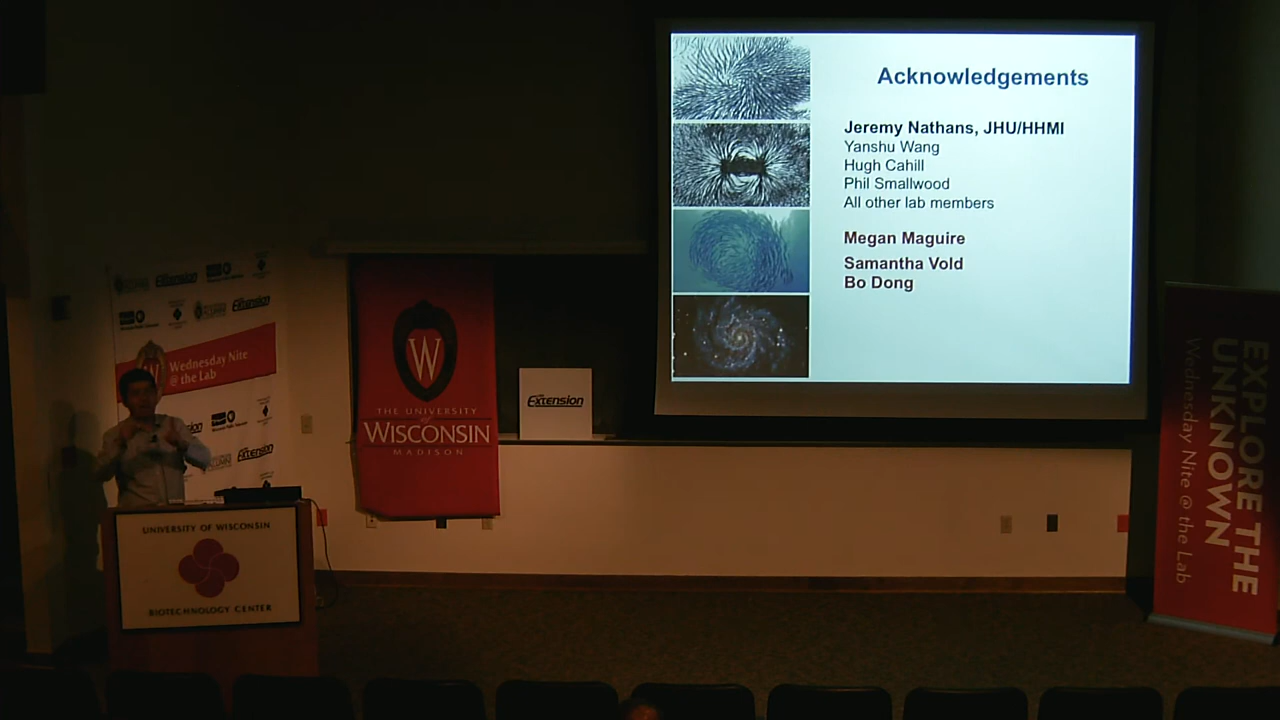 Acknowledgements
Jeremy Nathans, JHU/HHMI
Yanshu Wang
Hugh Cahill
Phil Smallwood
All other lab members
Megan Maguire
Samantha Vold
Bo Dong
Extension
Extension
Wednesday Nite
@ the Lab
Extension
W
THE UNIVERSITY
of
WISCONSIN
MADISON
Extension
UNIVERSITY OF WISCONSIN
BIOTECHNOLOGY CENTER
EXPLORE THE
UNKNOWN
Wednesday Nite @ the Lab